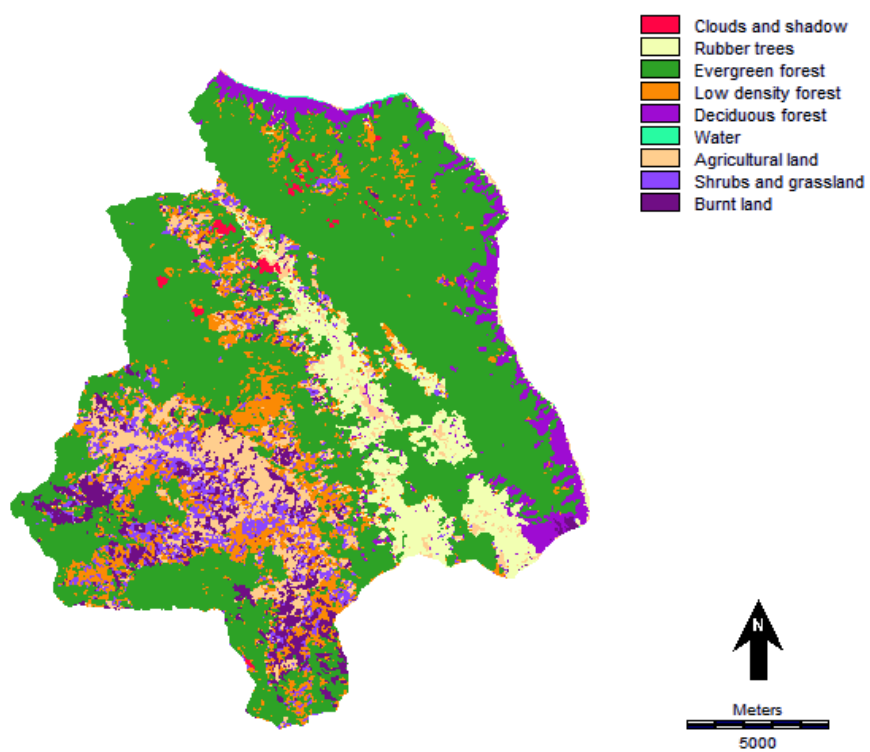 Clouds and shadow
Rubber trees
Evergreen forest
Low density forest
Deciduous forest
Water
Agricultural land
Shrubs and grassland
Burnt land
N
Meters
5000